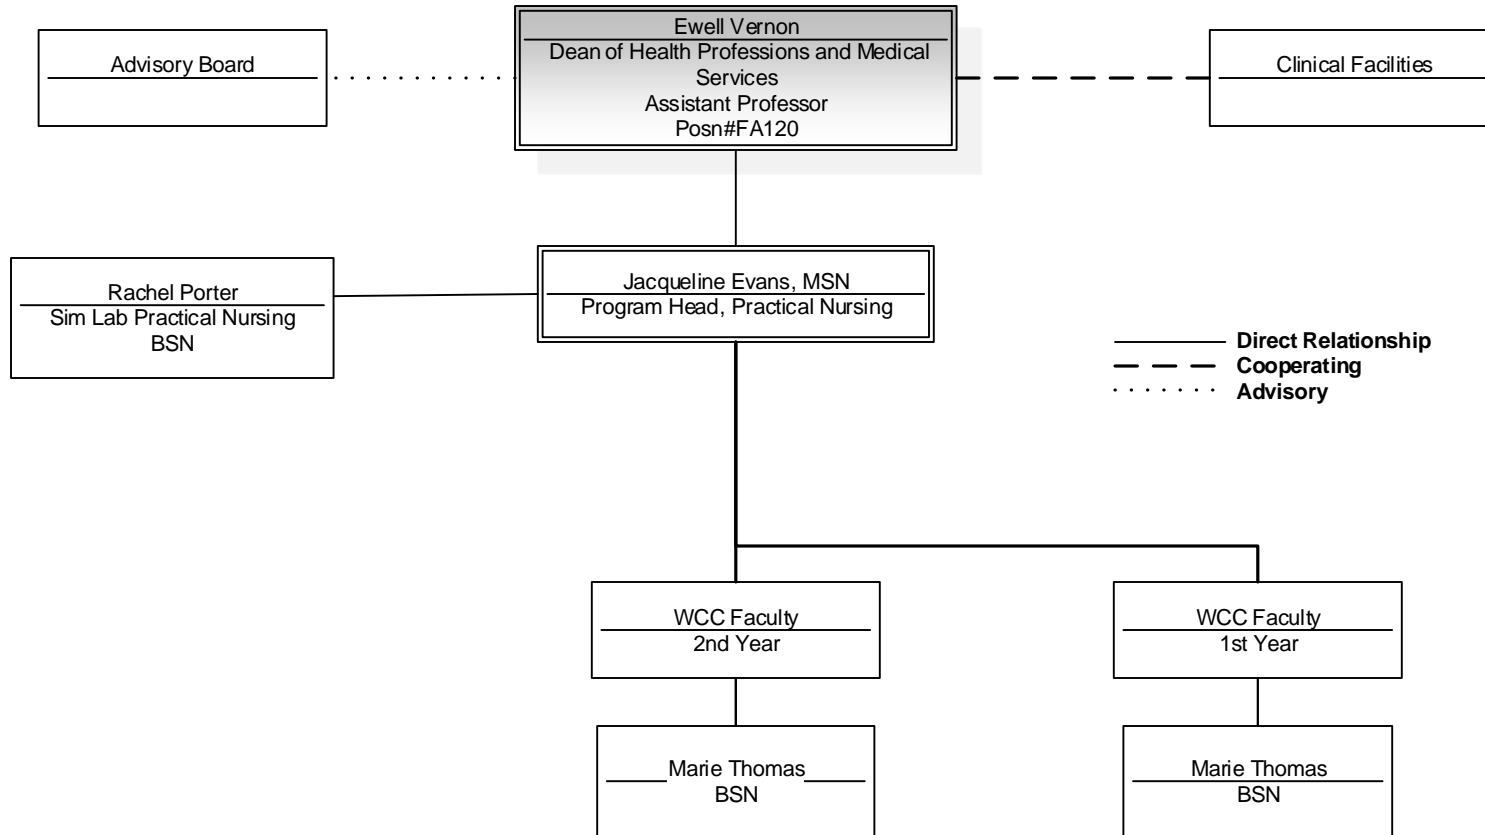 Ewell Vernon
Dean of Health Professions and Medical
Services
Assistant Professor
Posn#FA120
Advisory Board
Clinical Facilities
Jacqueline Evans, MSN
Program Head, Practical Nursing
Rachel Porter
Sim Lab Practical Nursing
BSN
Direct Relationship
Cooperating
Advisory
WCC Faculty
2nd Year
WCC Faculty
1st Year
Marie Thomas
BSN
Marie Thomas
BSN